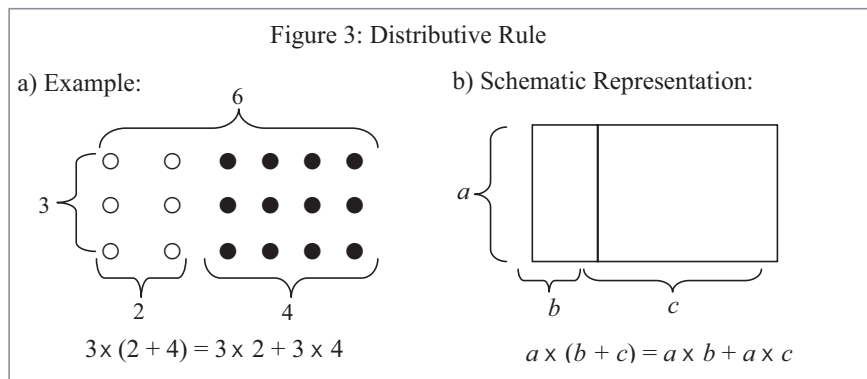 Figure 3: Distributive Rule
a) Example:
6
3
2
4
3 x (2 + 4) = 3 x 2 + 3 x 4
b) Schematic Representation:
a
b
c
a x (b + c) = a x b + a x c